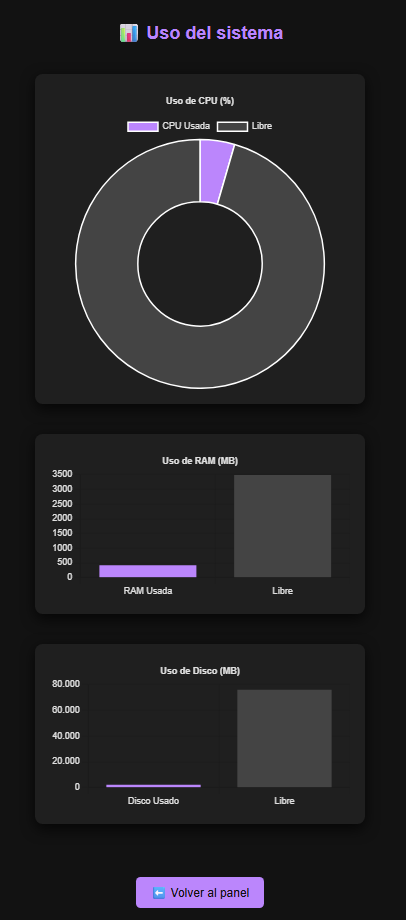 📊 Uso del sistema
Uso de CPU (%)
CPU Usada Libre
Uso de RAM (MB)
3500
3000
2500
2000
1500
1000
500
0
RAM Usada Libre
Uso de Disco (MB)
80.000
60.000
40.000
20.000
0
Disco Usado Libre
⬅️ Volver al panel